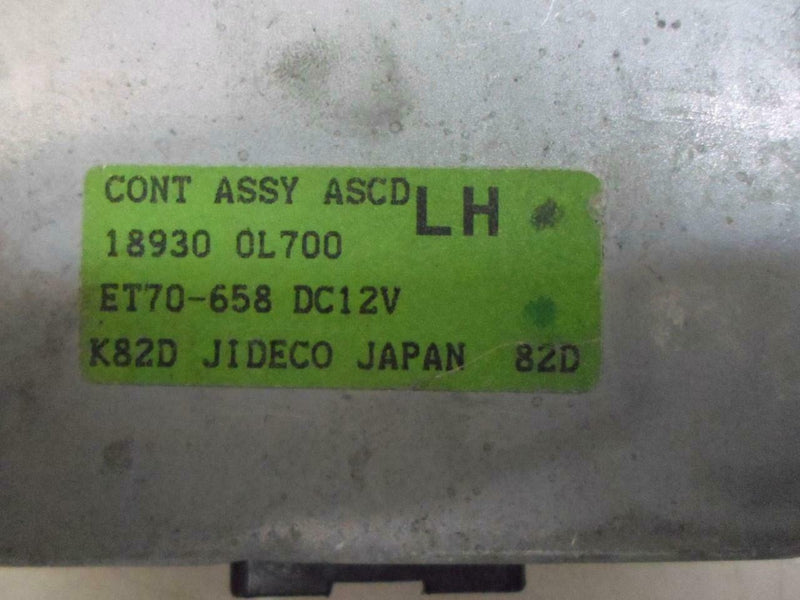 CONT ASSY ASCD LH
18930 0L700
ET70-658 DC12V
K82D JIDECO JAPAN 82D